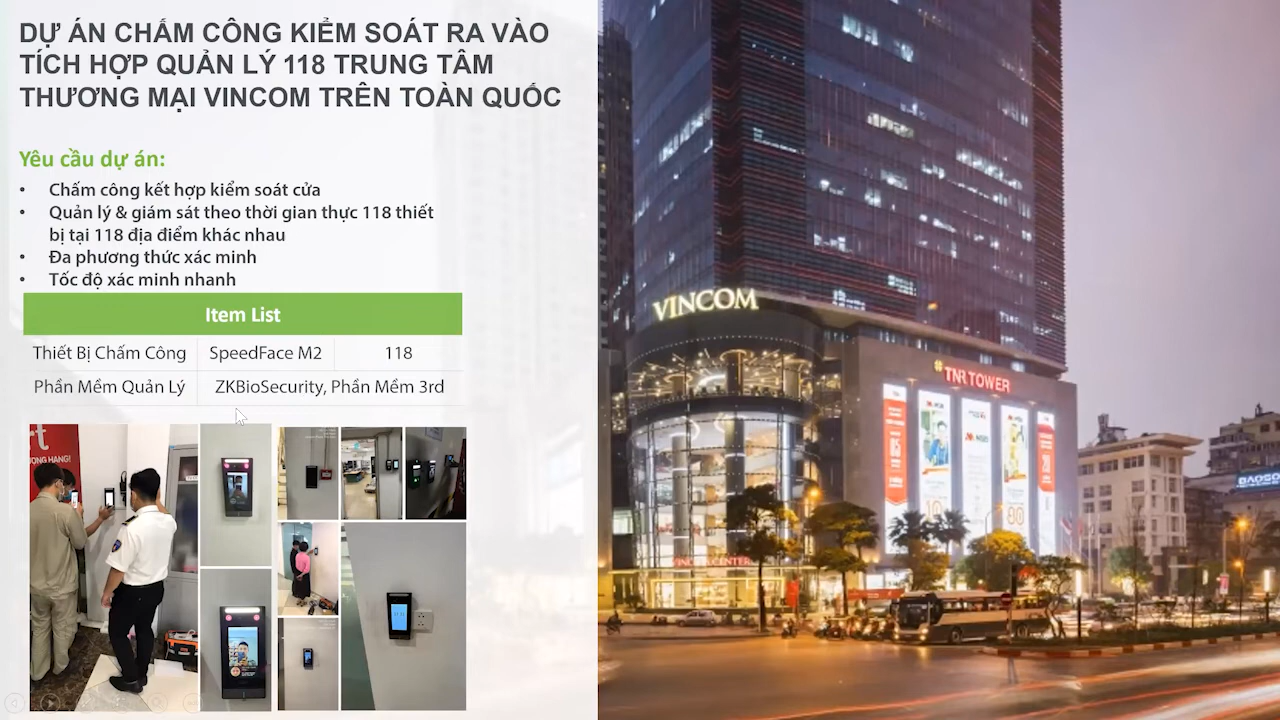 DỰ ÁN CHẤM CÔNG KIỂM SOÁT RA VÀO
TÍCH HỢP QUẢN LÝ 118 TRUNG TÂM
THƯƠNG MẠI VINCOM TRÊN TOÀN QUỐC
Yêu cầu dự án:
• Chấm công kết hợp kiểm soát cửa
• Quản lý & giám sát theo thời gian thực 118 thiết
bị tại 118 địa điểm khác nhau
• Đa phương thức xác minh
• Tốc độ xác minh nhanh
Item List
Thiết Bị Chấm Công SpeedFace M2 118
Phần Mềm Quản Lý ZKBioSecurity, Phần Mềm 3rd
VINCOM
TNR TOWER
VINCOM CENTER